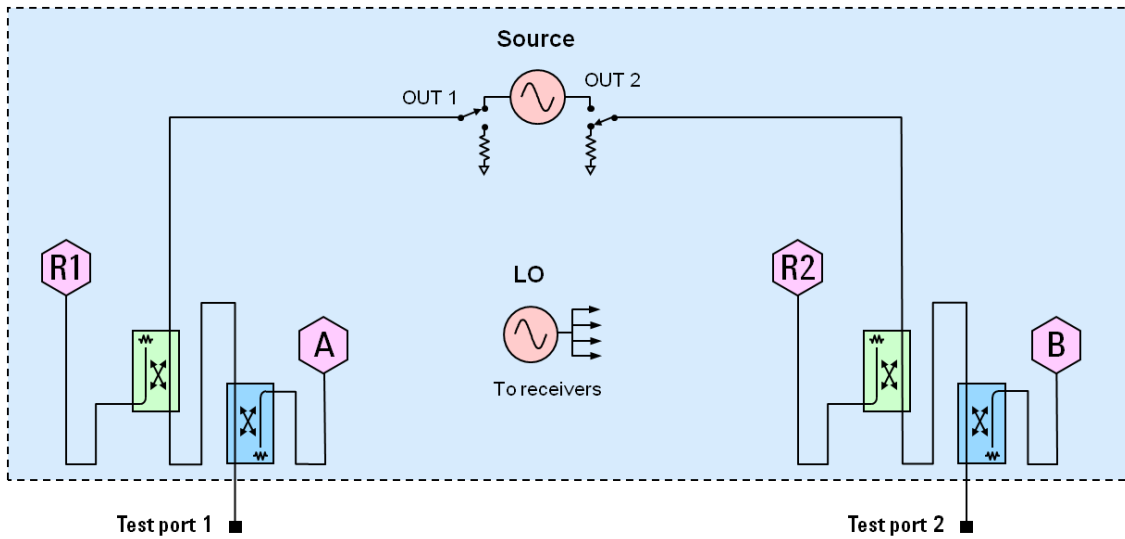 Source
OUT 1
OUT 2
R1
R2
LO
A
B
To receivers
Test port 1
Test port 2